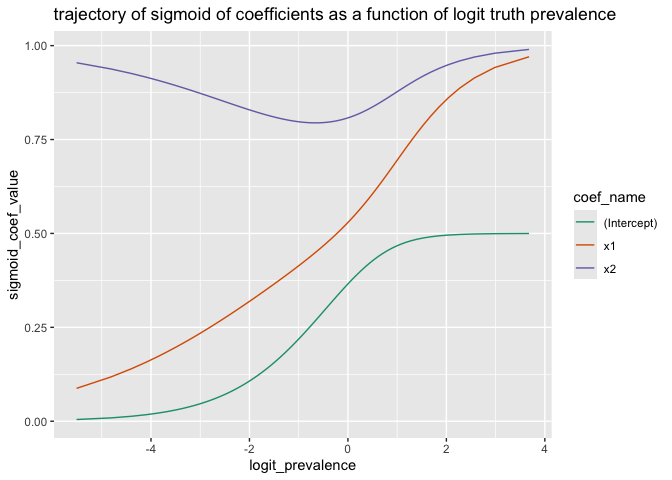 trajectory of sigmoid of coefficients as a function of logit truth prevalence
1.00
0.75
0.50
0.25
0.00
sigmoid_coef_value
-4
-2
0
2
4
logit_prevalence
coef_name
(Intercept)
x1
x2